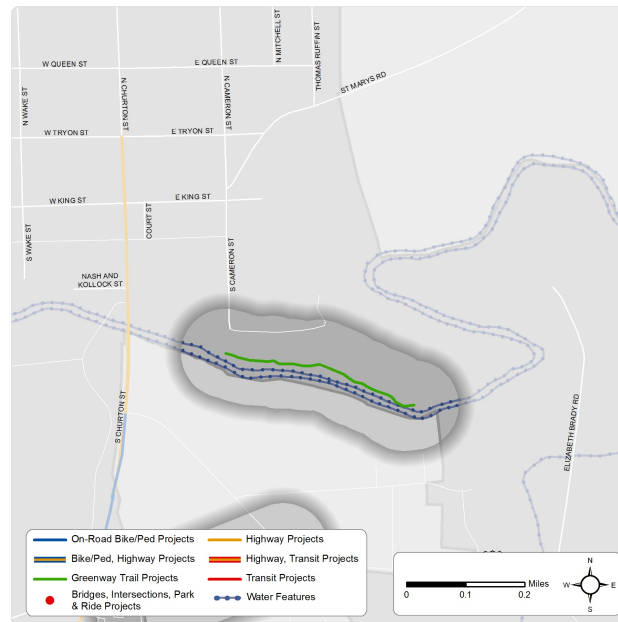 N MITCHELL ST
THOMAS RUFFIN ST
W QUEEN ST
E QUEEN ST
N WAKE ST
N CHURTON ST
N CAMERON ST
ST MARYS RD
W TRYON ST
E TRYON ST
W KING ST
E KING ST
COURT ST
S WAKE ST
S CAMERON ST
NASH AND
KOLLOCK ST
S CHURTON ST
ELIZABETH BRADY RD
On-Road Bike/Ped Projects
Highway Projects
Bike/Ped, Highway Projects
Highway, Transit Projects
Greenway Trail Projects
Transit Projects
Bridges, Intersections, Park
& Ride Projects
Water Features
N
W E
S
Miles
0 0.1 0.2